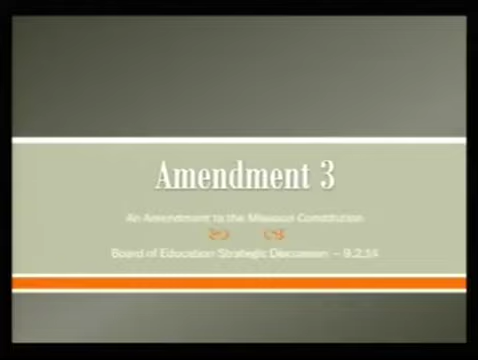 Amendment 3
An Amendment to the Missouri Constitution
Board of Education Strategic Discussion – 9.2.14